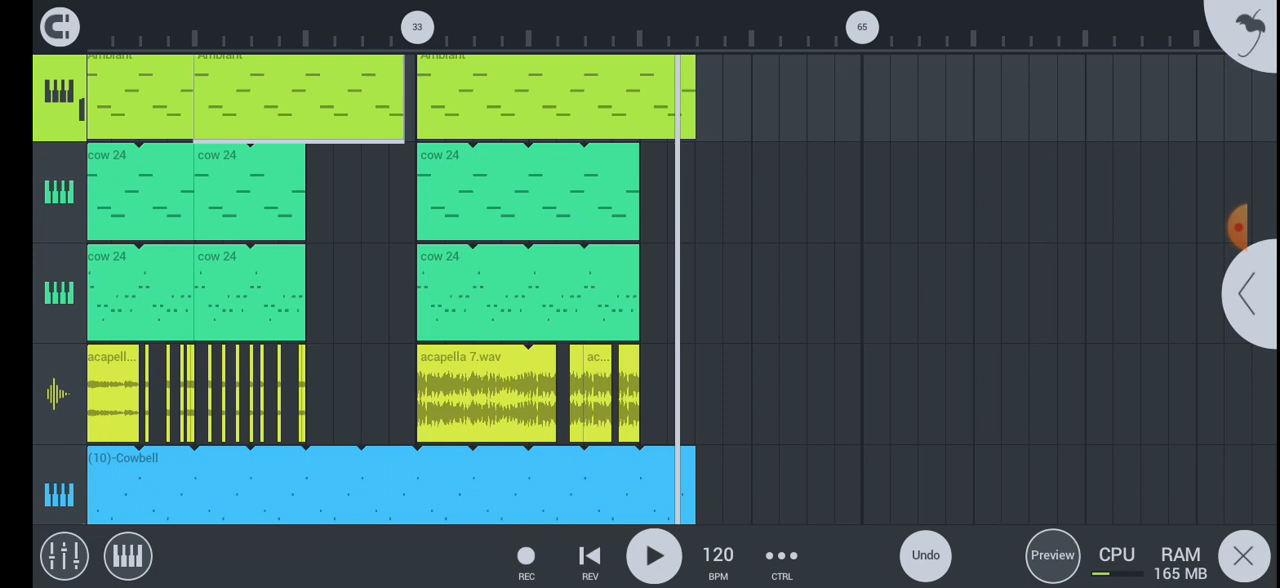 33
65
Ambiant
Ambiant
Ambiant
cow 24
cow 24
cow 24
cow 24
cow 24
cow 24
acapell...
acapella 7.wav
ac...
(10)-Cowbell
REC
REV
120
BPM
CTRL
Undo
Preview
CPU
RAM
165 MB